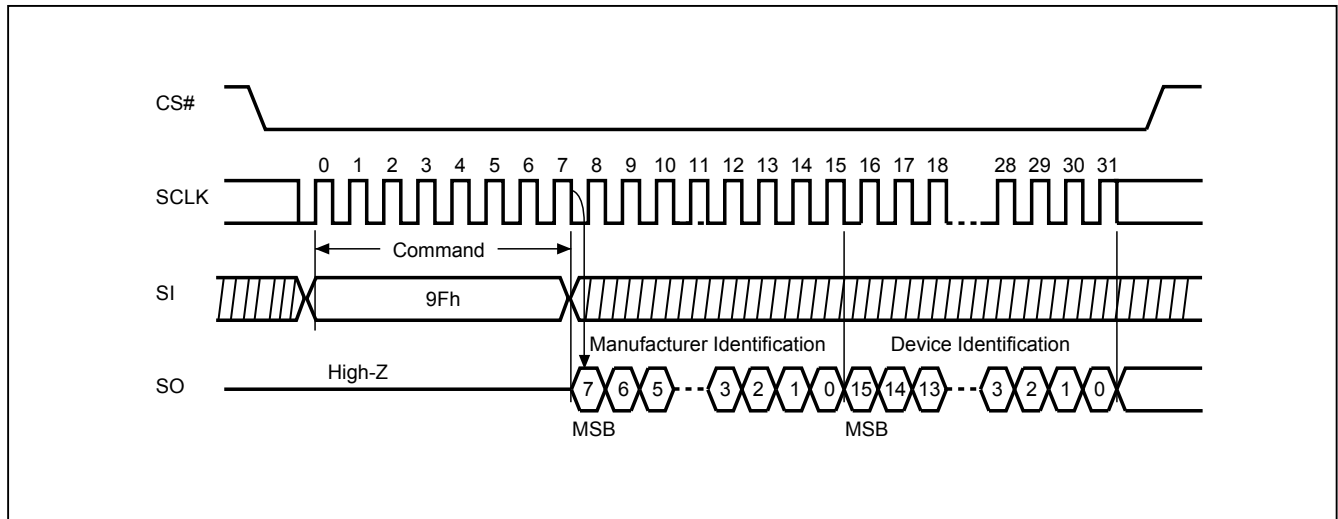 CS#
0 1 2 3 4 5 6 7 8 9 10 11 12 13 14 15 16 17 18 28 29 30 31
SCLK
Command
SI
9Fh
Manufacturer Identification Device Identification
High-Z
SO
7 6 5 3 2 1 0 15 14 13 3 2 1 0
MSB MSB